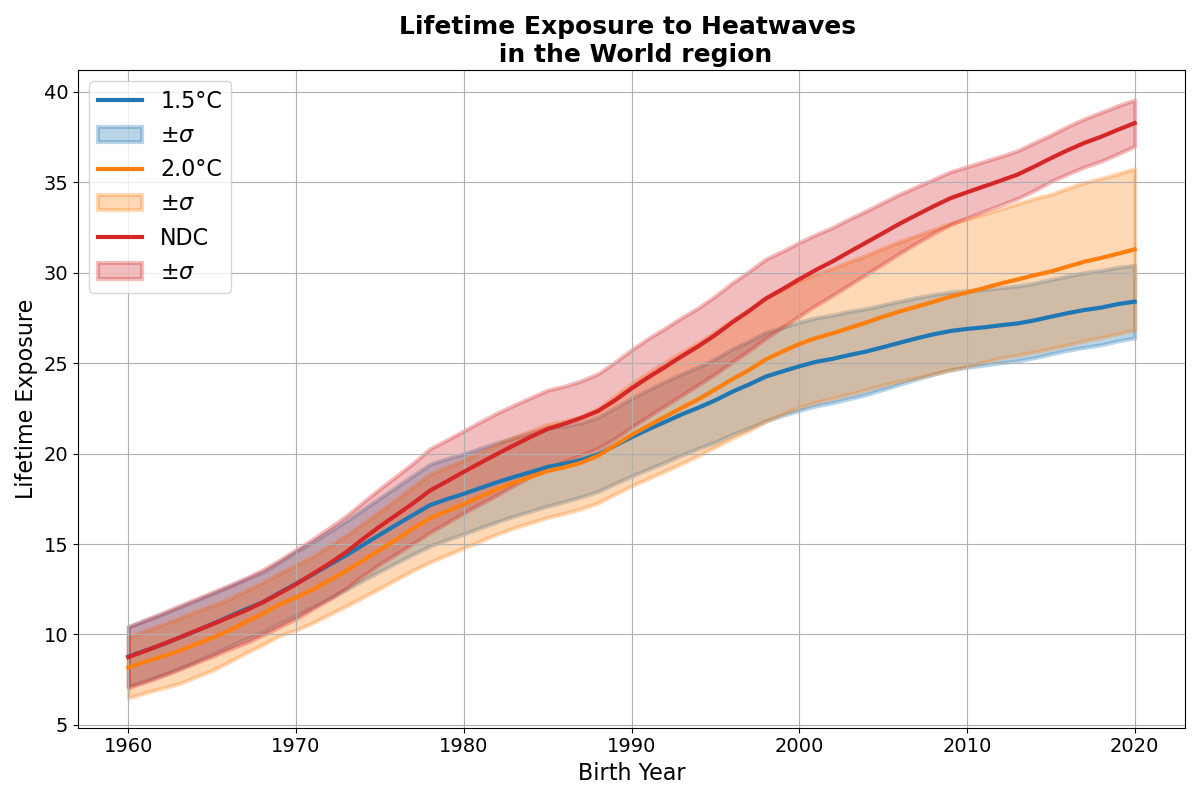 Lifetime Exposure to Heatwaves
in the World region
Lifetime Exposure
40
35
30
25
20
15
10
5
1.5°C
±σ
2.0°C
±σ
NDC
±σ
1960
1970
1980
1990
2000
2010
2020
Birth Year